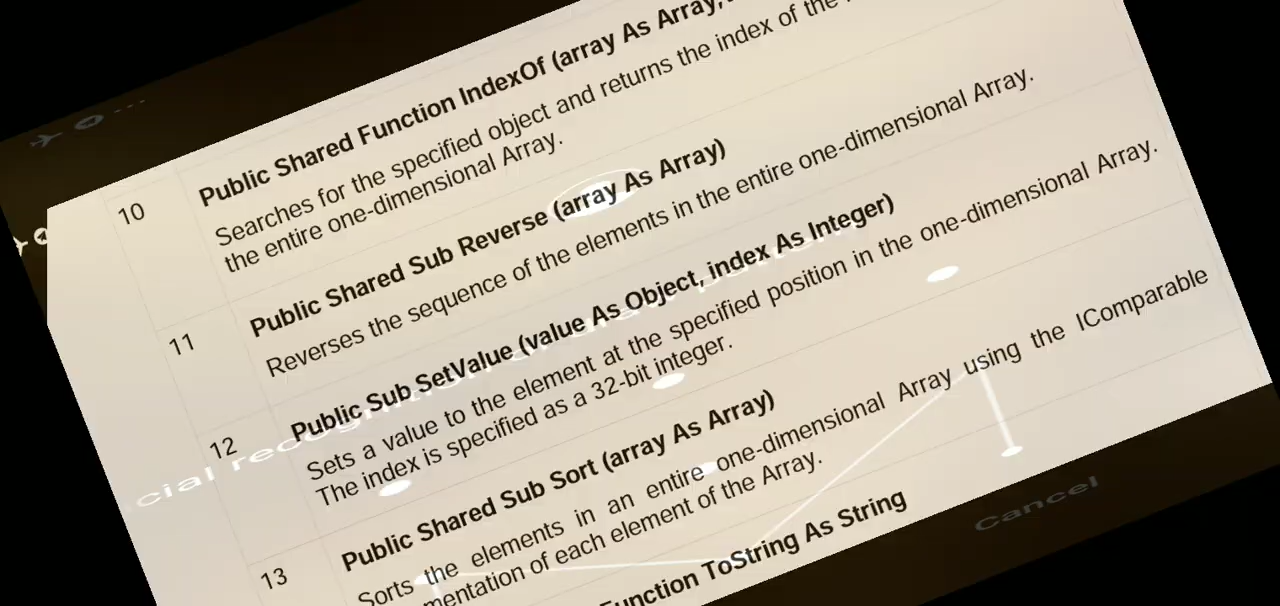 10
Public Shared Function IndexOf (array As Array,
Searches for the specified object and returns the index of the
the entire one-dimensional Array.
11
Public Shared Sub Reverse (array As Array)
Reverses the sequence of the elements in the entire one-dimensional Array.
12
Public Sub SetValue (value As Object, index As Integer)
Sets a value to the element at the specified position in the one-dimensional Array.
The index is specified as a 32-bit integer.
13
Public Shared Sub Sort (array As Array)
Sorts the elements in an entire one-dimensional Array using the IComparable
mentation of each element of the Array.
Function ToString As String
Cancel